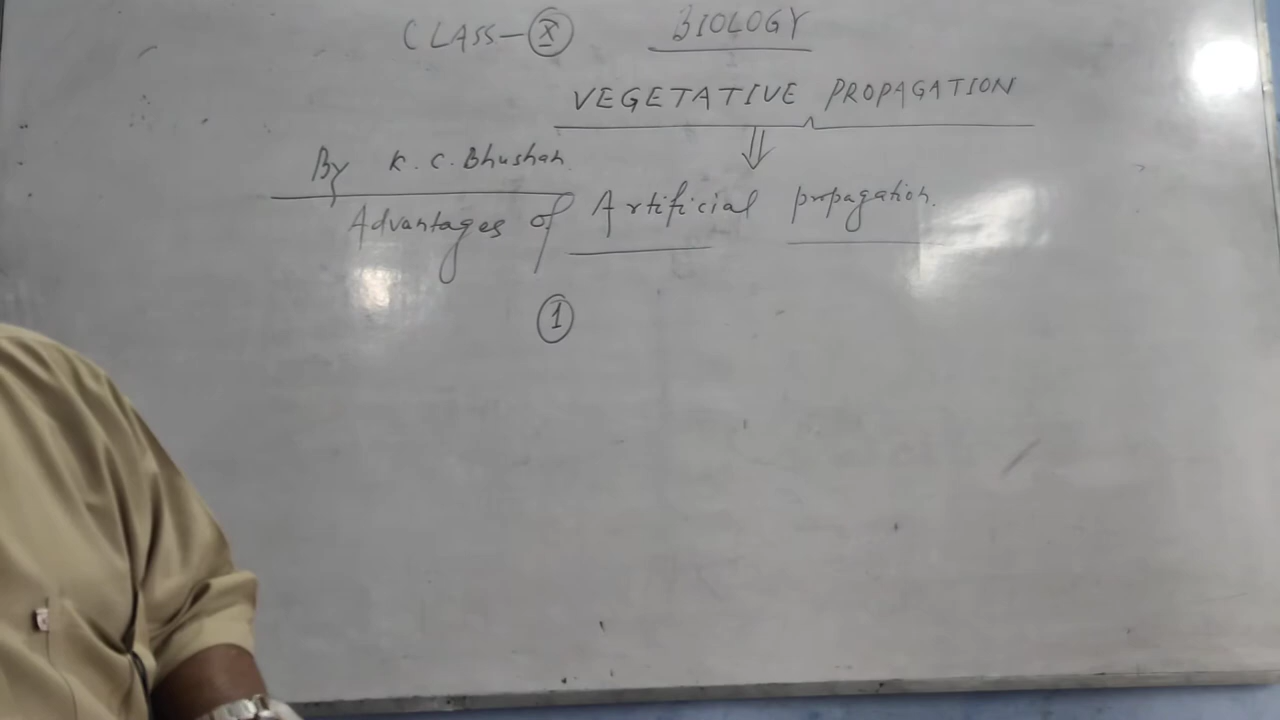 CLASS-Ⓧ BIOLOGY
VEGETATIVE PROPAGATION
⇓
By K.C.Bhushan
Advantages of Artificial propagation.
①